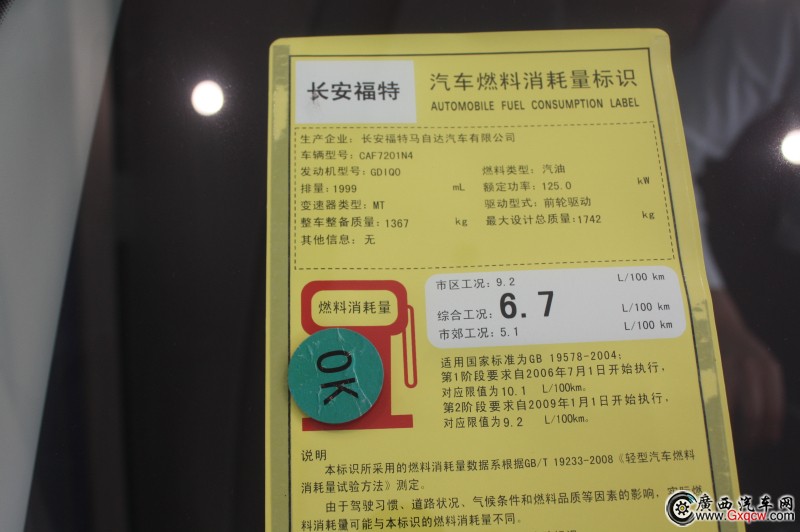 长安福特
汽车燃料消耗量标识
AUTOMOBILE FUEL CONSUMPTION LABEL
生产企业：长安福特马自达汽车有限公司
车辆型号：CAF7201N4
发动机型号：GDIQ0 燃料类型：汽油
排量：1999 mL 额定功率：125.0 kW
变速器类型：MT 驱动型式：前轮驱动
整车整备质量：1367 kg 最大设计总质量：1742 kg
其他信息：无
燃料消耗量
市区工况：9.2 L/100 km
综合工况：6.7 L/100 km
市郊工况：5.1 L/100 km
OK
适用国家标准为GB 19578-2004：
第1阶段要求自2006年7月1日开始执行，
对应限值为10.1 L/100km。
第2阶段要求自2009年1月1日开始执行，
对应限值为9.2 L/100km。
说明
本标识所采用的燃料消耗量数据系根据GB/T 19233-2008《轻型汽车燃料
消耗量试验方法》测定。
由于驾驶习惯、道路状况、气候条件和燃料品质等因素的影响，实际燃
料消耗量可能与本标识的燃料消耗量不同。
廣西汽车网
www.Gxqcw.com